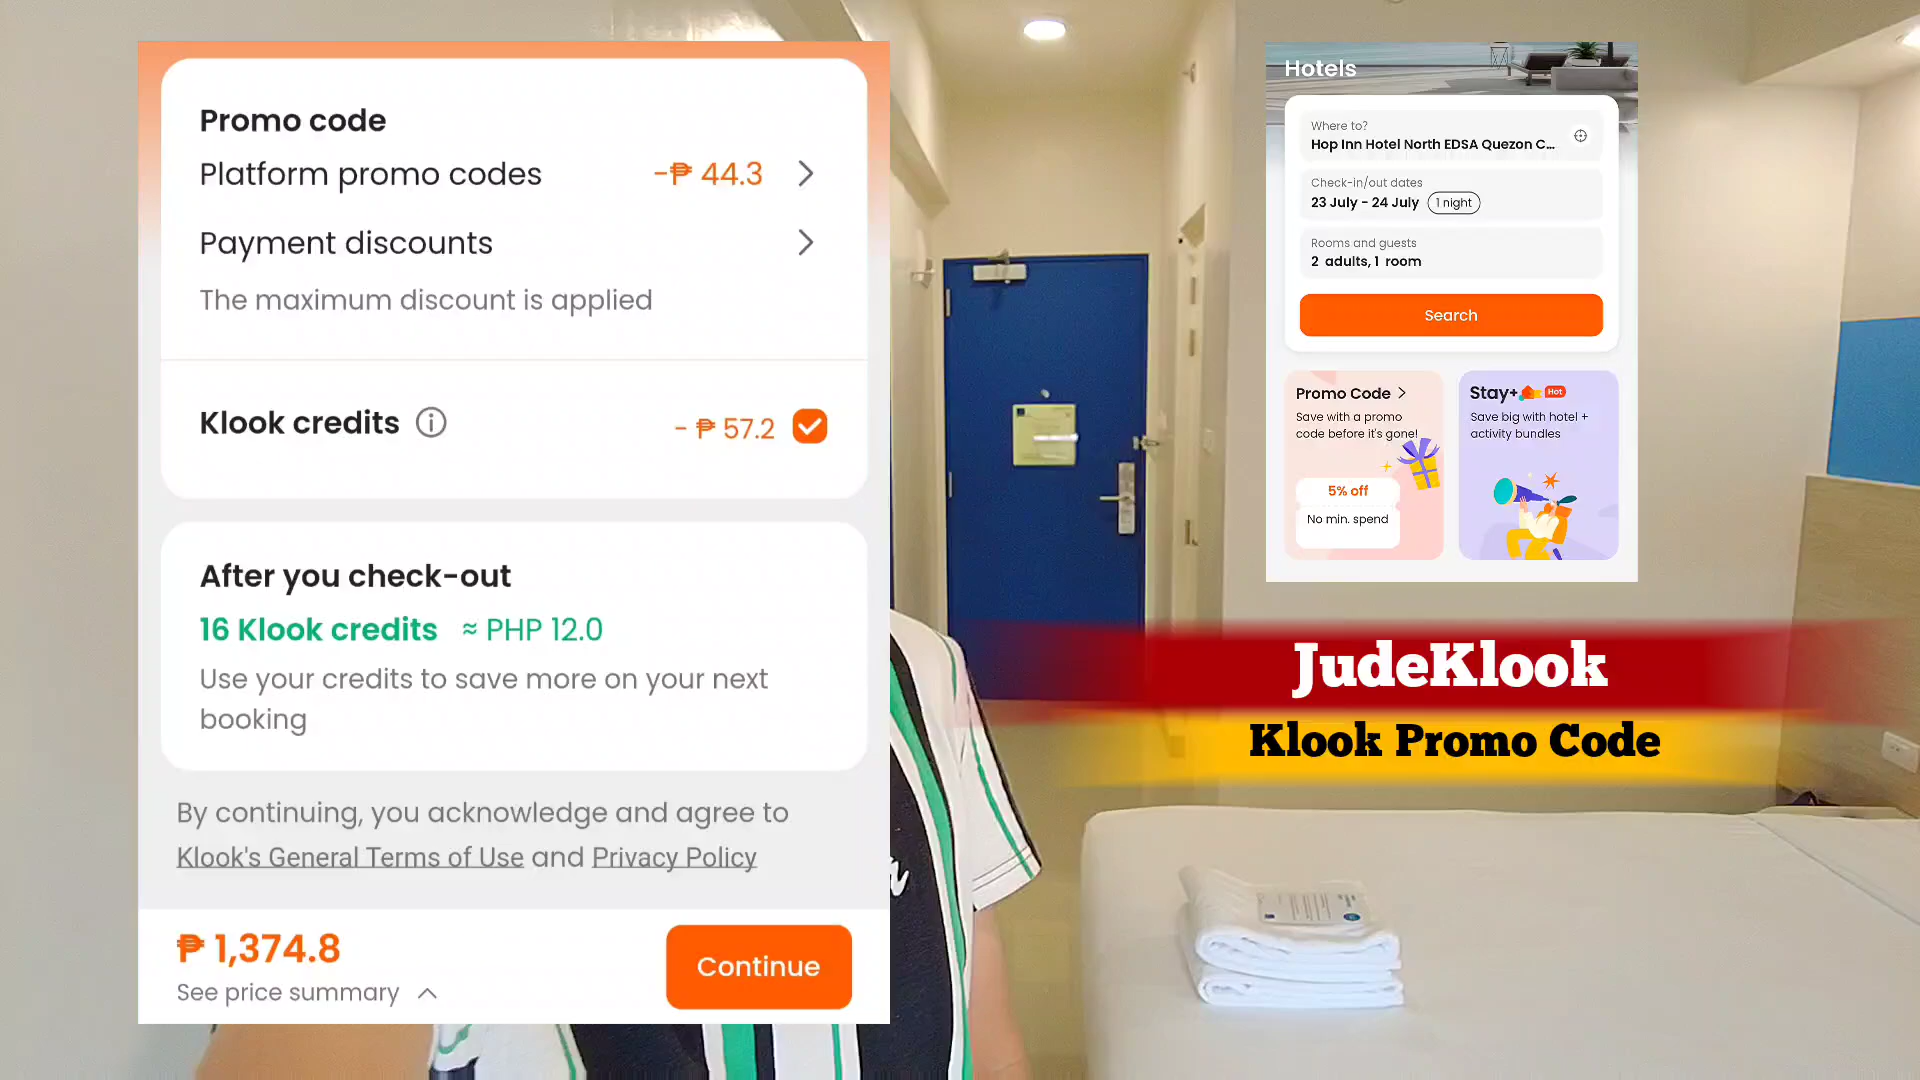 Promo code
Platform promo codes -₱ 44.3
Payment discounts
The maximum discount is applied
Klook credits - ₱ 57.2
After you check-out
16 Klook credits ≈ PHP 12.0
Use your credits to save more on your next
booking
By continuing, you acknowledge and agree to
Klook's General Terms of Use and Privacy Policy
₱ 1,374.8
See price summary
Continue
Hotels
Where to?
Hop Inn Hotel North EDSA Quezon C...
Check-in/out dates
23 July - 24 July 1 night
Rooms and guests
2 adults, 1 room
Search
Promo Code
Save with a promo
code before it's gone!
5% off
No min. spend
Stay+ Hot
Save big with hotel +
activity bundles
JudeKlook
Klook Promo Code